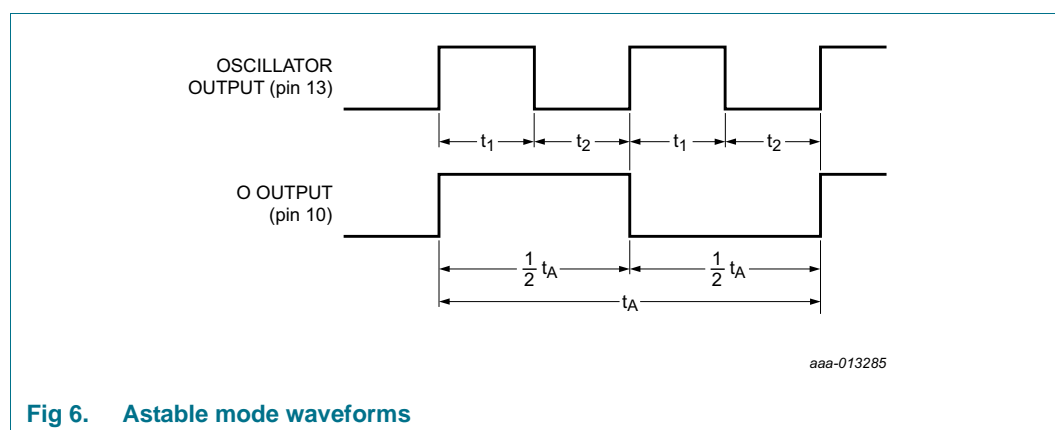 OSCILLATOR
OUTPUT (pin 13)
t1 t2 t1 t2
O OUTPUT
(pin 10)
1/2 tA 1/2 tA
tA
aaa-013285
Fig 6. Astable mode waveforms